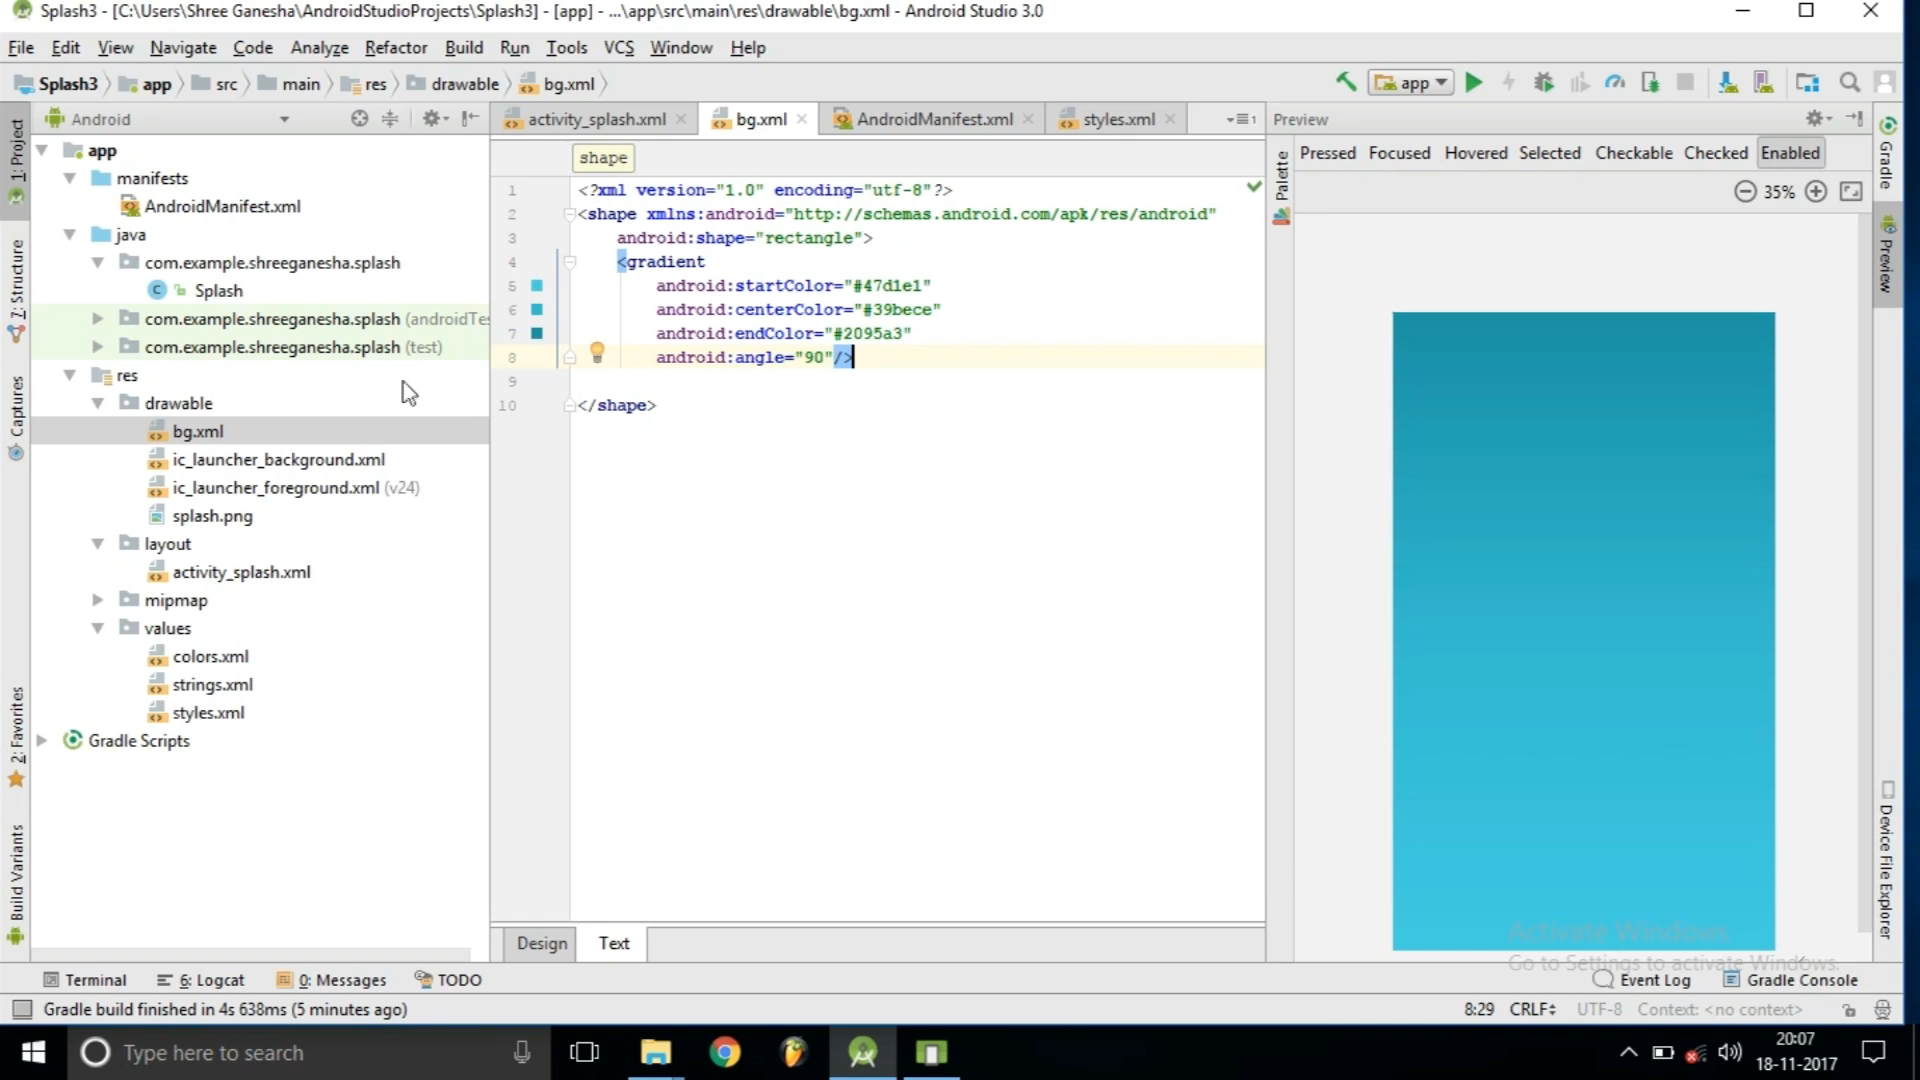 Splash3 - [C:\Users\Shree Ganesha\AndroidStudioProjects\Splash3] - [app] - ...\app\src\main\res\drawable\bg.xml - Android Studio 3.0
File Edit View Navigate Code Analyze Refactor Build Run Tools VCS Window Help
Splash3 app src main res drawable bg.xml app
Android
activity_splash.xml bg.xml AndroidManifest.xml styles.xml Preview
1: Project
7: Structure
Captures
2: Favorites
Build Variants
app
manifests
AndroidManifest.xml
java
com.example.shreeganesha.splash
C Splash
com.example.shreeganesha.splash (androidTes
com.example.shreeganesha.splash (test)
res
drawable
bg.xml
ic_launcher_background.xml
ic_launcher_foreground.xml (v24)
splash.png
layout
activity_splash.xml
mipmap
values
colors.xml
strings.xml
styles.xml
Gradle Scripts
shape
1 <?xml version="1.0" encoding="utf-8"?>
2 <shape xmlns:android="http://schemas.android.com/apk/res/android"
3 android:shape="rectangle">
4 <gradient
5 android:startColor="#47d1e1"
6 android:centerColor="#39bece"
7 android:endColor="#2095a3"
8 android:angle="90"/>
9
10 </shape>
Design Text
Palette
Pressed Focused Hovered Selected Checkable Checked Enabled
35%
Gradle
Preview
Device File Explorer
Activate Windows
Go to Settings to activate Windows.
Terminal 6: Logcat 0: Messages TODO Event Log Gradle Console
Gradle build finished in 4s 638ms (5 minutes ago) 8:29 CRLF UTF-8 Context: <no context>
Type here to search
20:07
18-11-2017